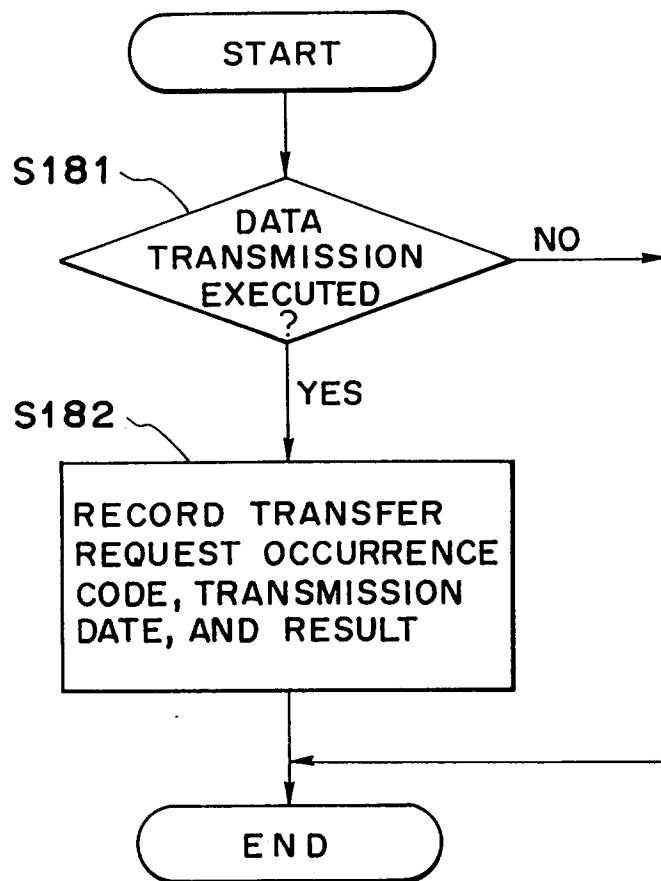 START
S181
DATA
TRANSMISSION
EXECUTED
?
NO
YES
S182
RECORD TRANSFER
REQUEST OCCURRENCE
CODE, TRANSMISSION
DATE, AND RESULT
END